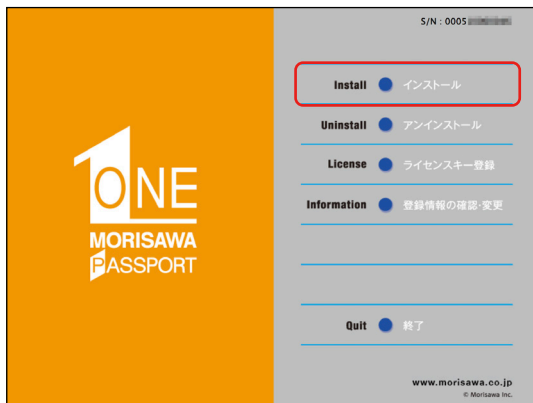 S/N : 0005
Install インストール
Uninstall アンインストール
License ライセンスキー登録
Information 登録情報の確認・変更
1 ONE
MORISAWA
PASSPORT
Quit 終了
www.morisawa.co.jp
© Morisawa Inc.